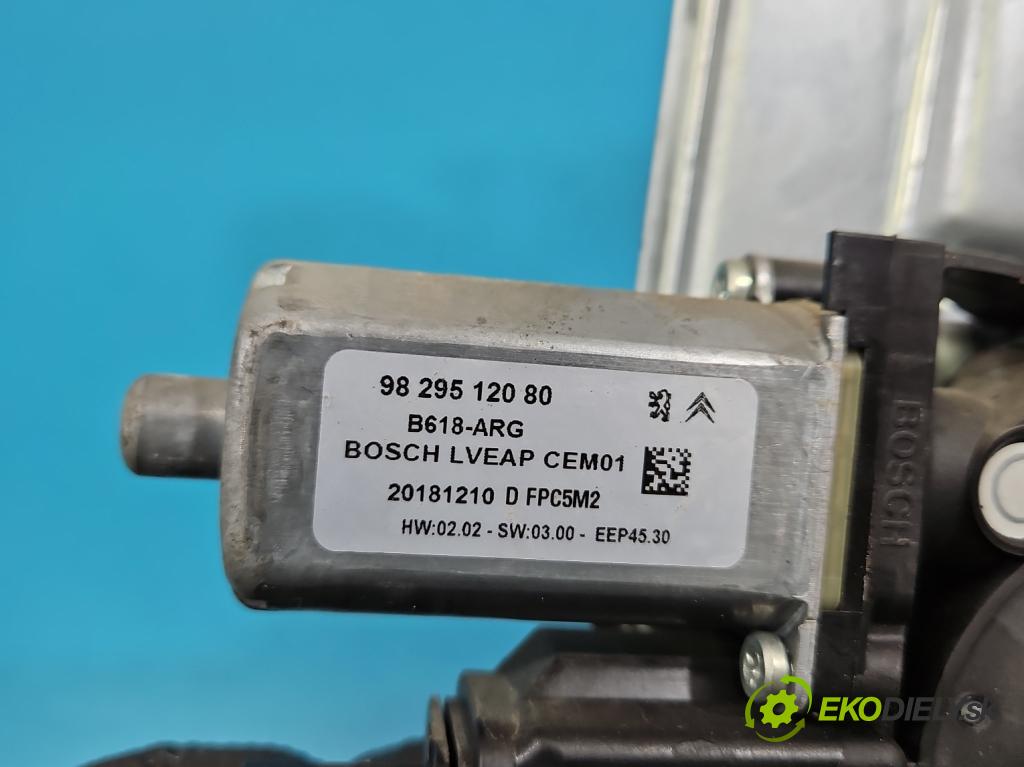 98 295 120 80
B618-ARG
BOSCH LVEAP CEM01
20181210 D FPC5M2
HW:02.02 - SW:03.00 - EEP45.30
BOSCH
EKODIELY